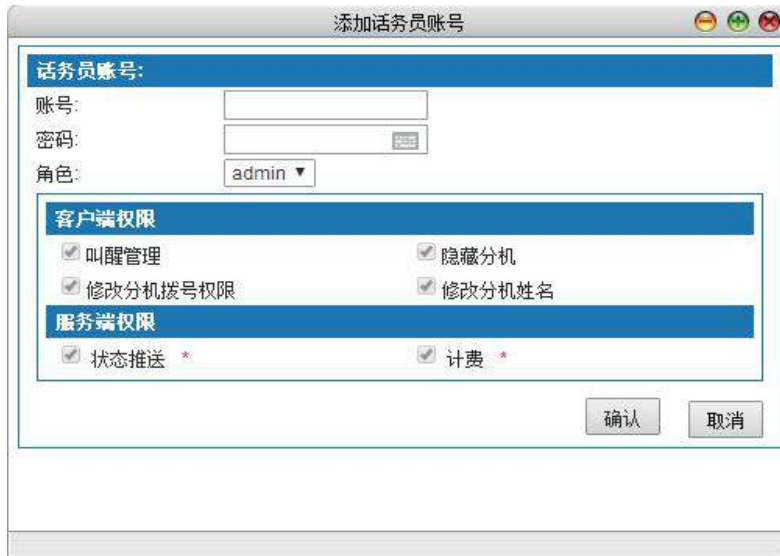 添加话务员账号
话务员账号:
账号:
密码:
角色: admin
客户端权限
叫醒管理 隐藏分机
修改分机拨号权限 修改分机姓名
服务端权限
状态推送 * 计费 *
确认 取消